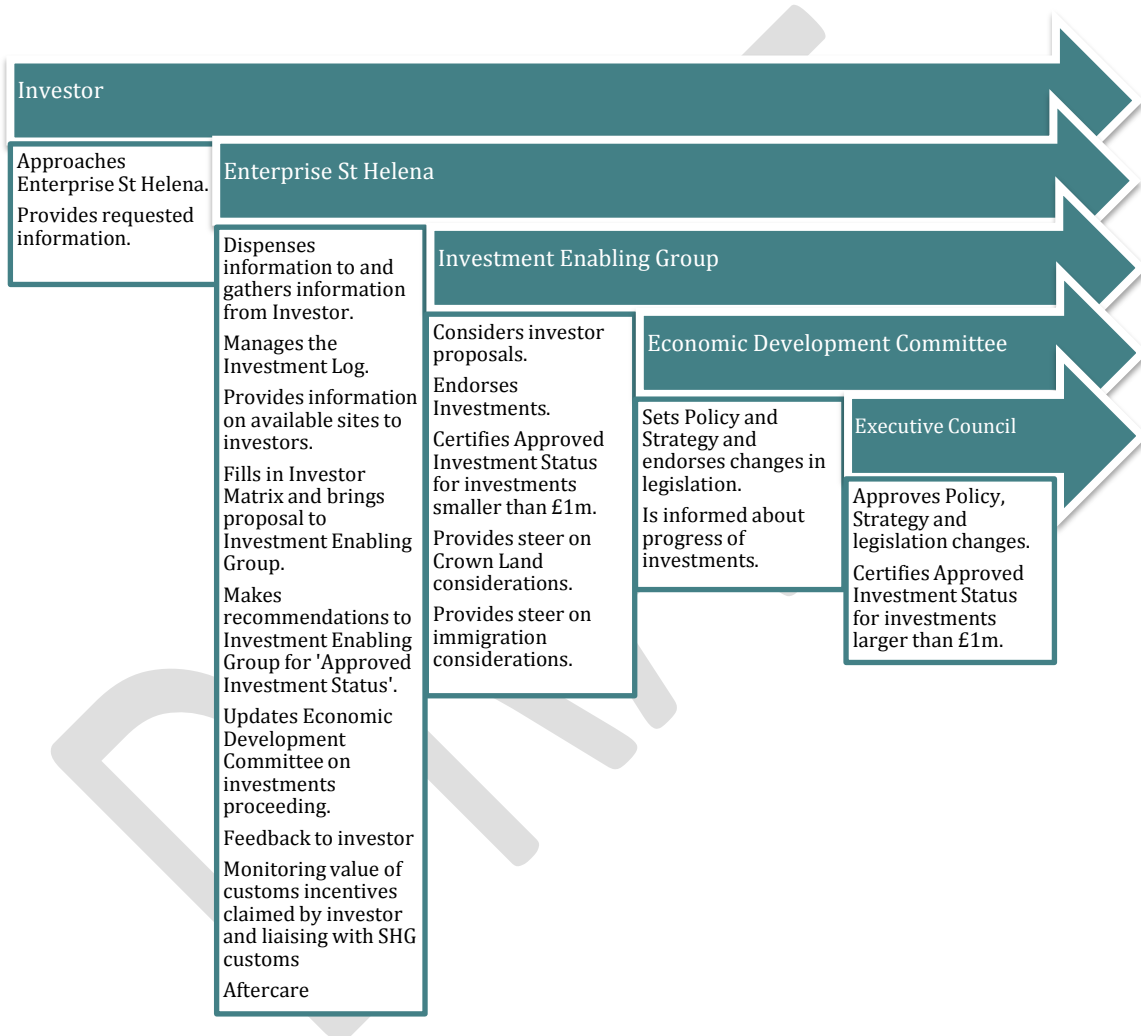 Investor
Approaches
Enterprise St Helena.
Provides requested
information.
Enterprise St Helena
Dispenses
information to and
gathers information
from Investor.
Manages the
Investment Log.
Provides information
on available sites to
investors.
Fills in Investor
Matrix and brings
proposal to
Investment Enabling
Group.
Makes
recommendations to
Investment Enabling
Group for 'Approved
Investment Status'.
Updates Economic
Development
Committee on
investments
proceeding.
Feedback to investor
Monitoring value of
customs incentives
claimed by investor
and liaising with SHG
customs
Aftercare
Investment Enabling Group
Considers investor
proposals.
Endorses
Investments.
Certifies Approved
Investment Status
for investments
smaller than £1m.
Provides steer on
Crown Land
considerations.
Provides steer on
immigration
considerations.
Economic Development Committee
Sets Policy and
Strategy and
endorses changes in
legislation.
Is informed about
progress of
investments.
Executive Council
Approves Policy,
Strategy and
legislation changes.
Certifies Approved
Investment Status
for investments
larger than £1m.